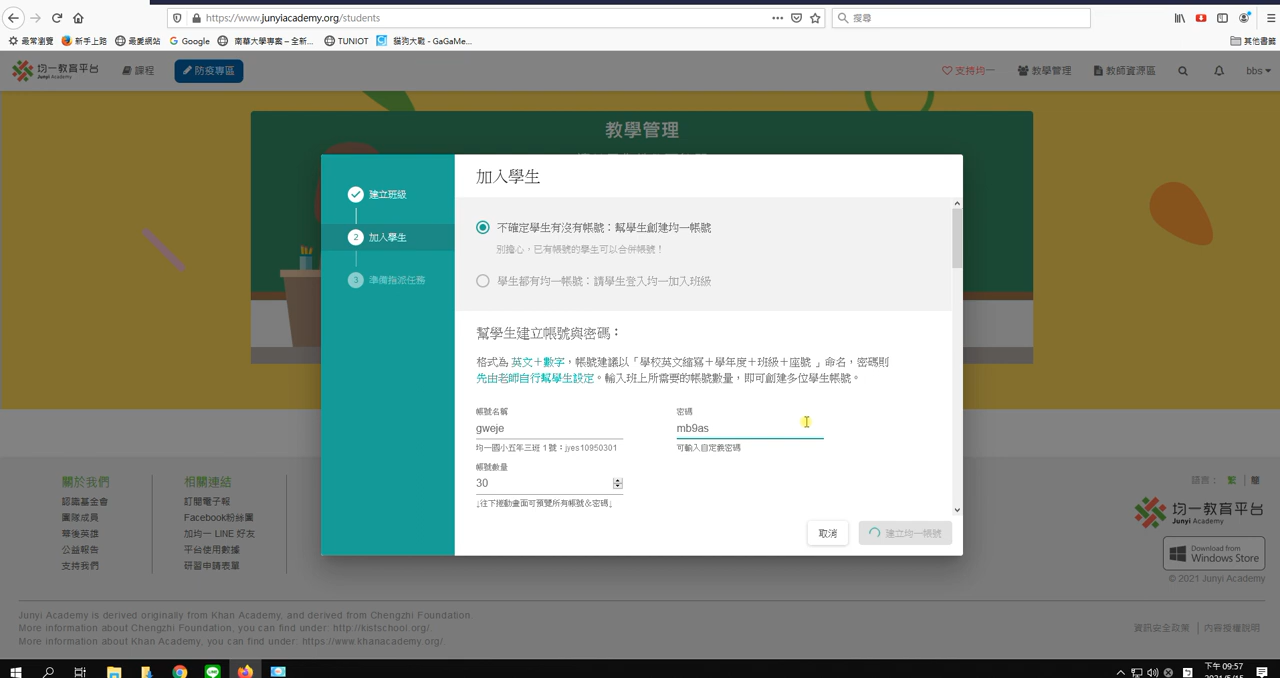 https://www.junyiacademy.org/students
搜尋
最常瀏覽 新手上路 最愛網站 Google 南華大學專案 – 全新... TUNIOT 貓狗大戰 - GaGaMe... 其他書籤
均一教育平台 課程 防疫專區 支持均一 教學管理 教師資源區 bbs
Junyi Academy
教學管理
建立班級
2 加入學生
3 準備指派任務
加入學生
不確定學生有沒有帳號：幫學生創建均一帳號
別擔心，已有帳號的學生可以合併帳號！
學生都有均一帳號：請學生登入均一加入班級
幫學生建立帳號與密碼：
格式為 英文＋數字，帳號建議以「學校英文縮寫＋學年度＋班級＋座號 」命名，密碼則
先由老師自行幫學生設定。輸入班上所需要的帳號數量，即可創建多位學生帳號。
帳號名稱 密碼
gweje mb9as
均一國小五年三班 1 號：jyes10950301 可輸入自定義密碼
帳號數量
30
↓往下捲動畫面可預覽所有帳號＆密碼↓
取消 建立均一帳號
關於我們 相關連結
認識基金會 訂閱電子報
團隊成員 Facebook粉絲團
幕後英雄 加均一 LINE 好友
公益報告 平台使用數據
支持我們 研習申請表單
語言： 繁 簡
均一教育平台
Junyi Academy
Download from
Windows Store
© 2021 Junyi Academy
Junyi Academy is derived originally from Khan Academy, and derived from Chengzhi Foundation
More information about Chengzhi Foundation, you can find under: http://kistschool.org/.
More information about Khan Academy, you can find under: https://www.khanacademy.org/.
資訊安全政策 內容授權說明
下午 09:57
2021/5/15